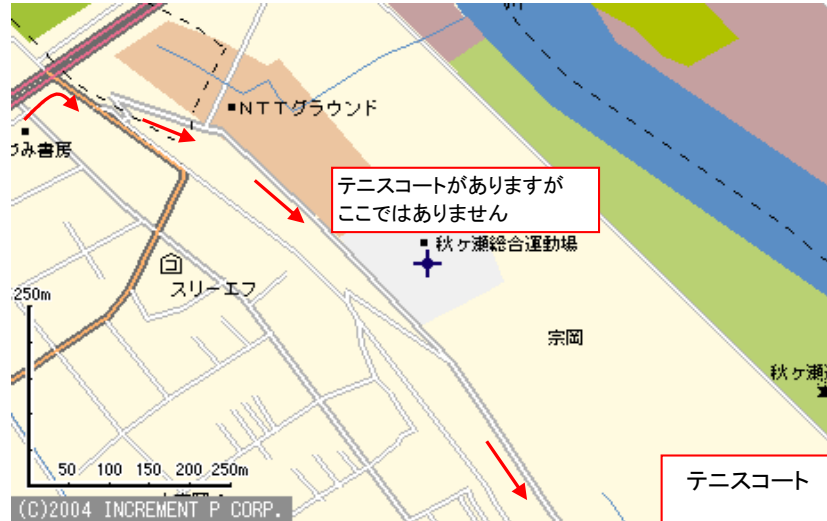 NTTグラウンド
づみ書房
テニスコートがありますが
ここではありません
秋ヶ瀬総合運動場
スリーエフ
250m
宗岡
秋ヶ瀬
50 100 150 200 250m
テニスコート
(C)2004 INCREMENT P CORP.